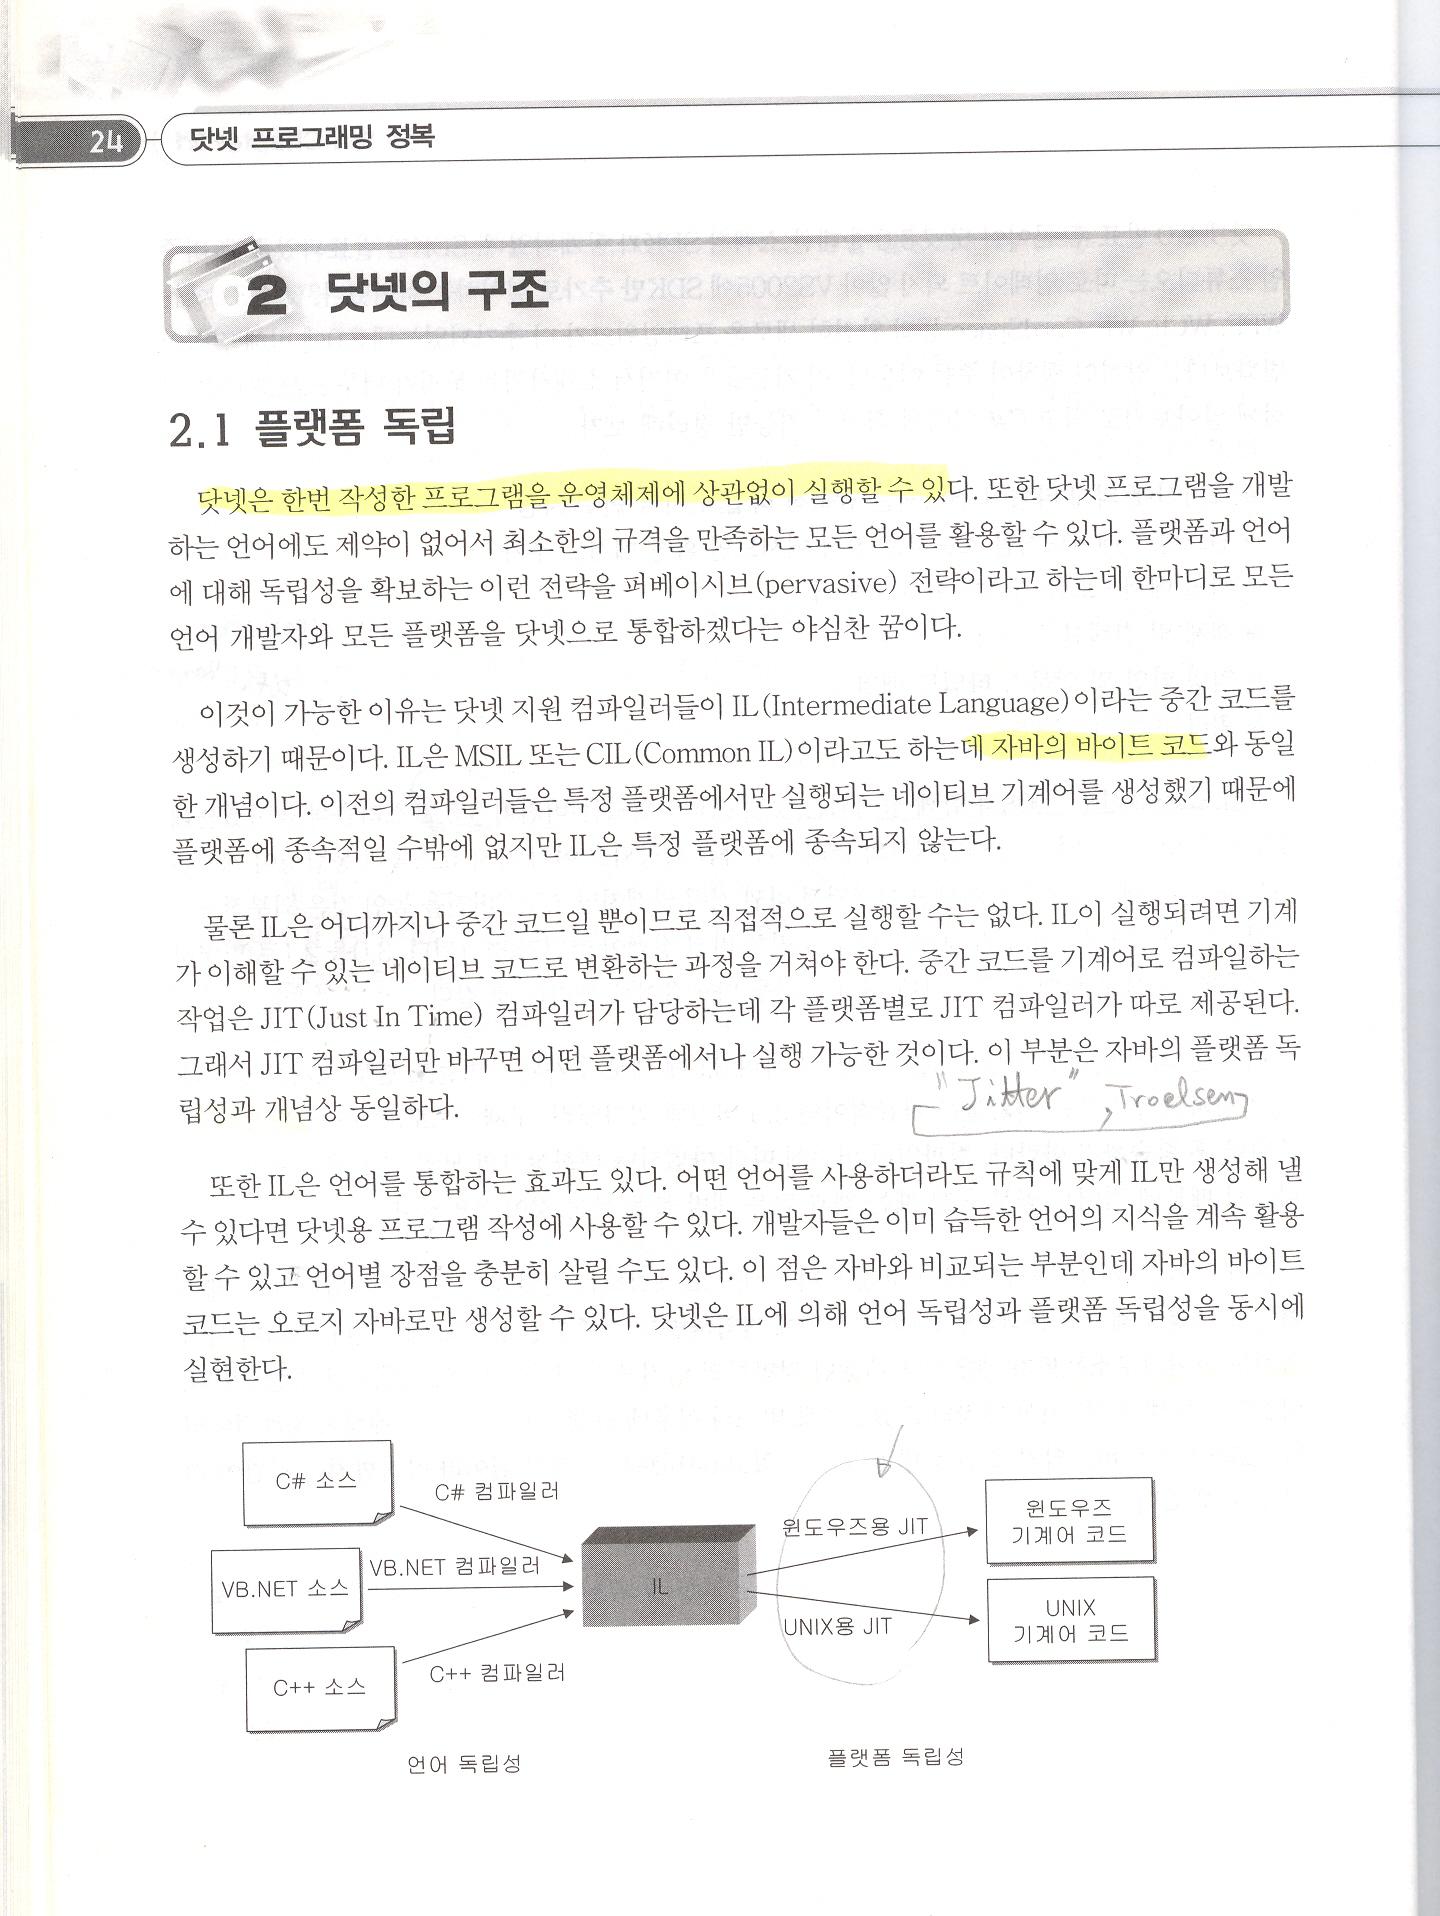 24
닷넷 프로그래밍 정복
2 닷넷의 구조
2.1 플랫폼 독립
닷넷은 한번 작성한 프로그램을 운영체제에 상관없이 실행할 수 있다. 또한 닷넷 프로그램을 개발
하는 언어에도 제약이 없어서 최소한의 규격을 만족하는 모든 언어를 활용할 수 있다. 플랫폼과 언어
에 대해 독립성을 확보하는 이런 전략을 퍼베이시브(pervasive) 전략이라고 하는데 한마디로 모든
언어 개발자와 모든 플랫폼을 닷넷으로 통합하겠다는 야심찬 꿈이다.
이것이 가능한 이유는 닷넷 지원 컴파일러들이 IL(Intermediate Language)이라는 중간 코드를
생성하기 때문이다. IL은 MSIL 또는 CIL(Common IL)이라고도 하는데 자바의 바이트 코드와 동일
한 개념이다. 이전의 컴파일러들은 특정 플랫폼에서만 실행되는 네이티브 기계어를 생성했기 때문에
플랫폼에 종속적일 수밖에 없지만 IL은 특정 플랫폼에 종속되지 않는다.
물론 IL은 어디까지나 중간 코드일 뿐이므로 직접적으로 실행할 수는 없다. IL이 실행되려면 기계
가 이해할 수 있는 네이티브 코드로 변환하는 과정을 거쳐야 한다. 중간 코드를 기계어로 컴파일하는
작업은 JIT(Just In Time) 컴파일러가 담당하는데 각 플랫폼별로 JIT 컴파일러가 따로 제공된다.
그래서 JIT 컴파일러만 바꾸면 어떤 플랫폼에서나 실행 가능한 것이다. 이 부분은 자바의 플랫폼 독
립성과 개념상 동일하다.
"Jitter", Troelsen
또한 IL은 언어를 통합하는 효과도 있다. 어떤 언어를 사용하더라도 규칙에 맞게 IL만 생성해 낼
수 있다면 닷넷용 프로그램 작성에 사용할 수 있다. 개발자들은 이미 습득한 언어의 지식을 계속 활용
할 수 있고 언어별 장점을 충분히 살릴 수도 있다. 이 점은 자바와 비교되는 부분인데 자바의 바이트
코드는 오로지 자바로만 생성할 수 있다. 닷넷은 IL에 의해 언어 독립성과 플랫폼 독립성을 동시에
실현한다.
C# 소스
C# 컴파일러
VB.NET 소스
VB.NET 컴파일러
C++ 소스
C++ 컴파일러
IL
윈도우즈용 JIT
UNIX용 JIT
윈도우즈
기계어 코드
UNIX
기계어 코드
언어 독립성
플랫폼 독립성